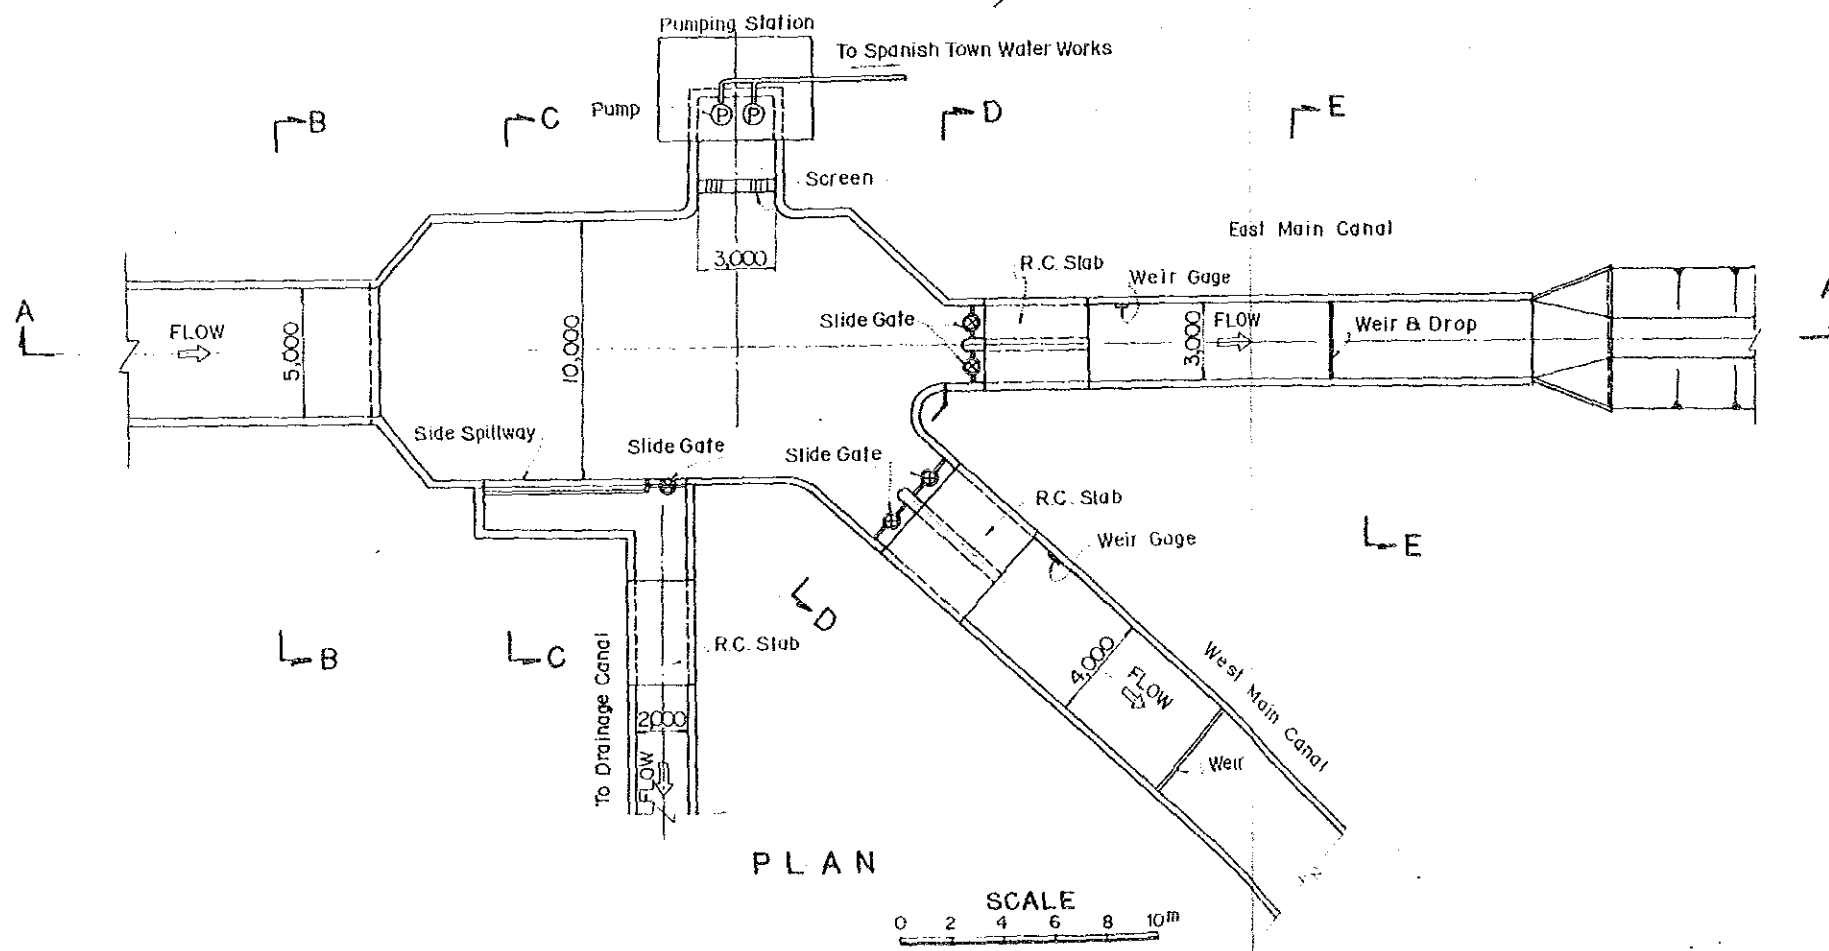 Pumping Station
To Spanish Town Water Works
Pump
P P
B
C
D
E
Screen
3,000
East Main Canal
R.C. Slab
Weir Gage
A
A
FLOW
5,000
10,000
Slide Gate
3,000
FLOW
Weir & Drop
Side Spillway
Slide Gate
Slide Gate
R.C. Slab
Weir Gage
E
D
B
C
R.C. Slab
To Drainage Canal
2,000
FLOW
4,000
FLOW
West Main Canal
Weir
PLAN
SCALE
0 2 4 6 8 10m